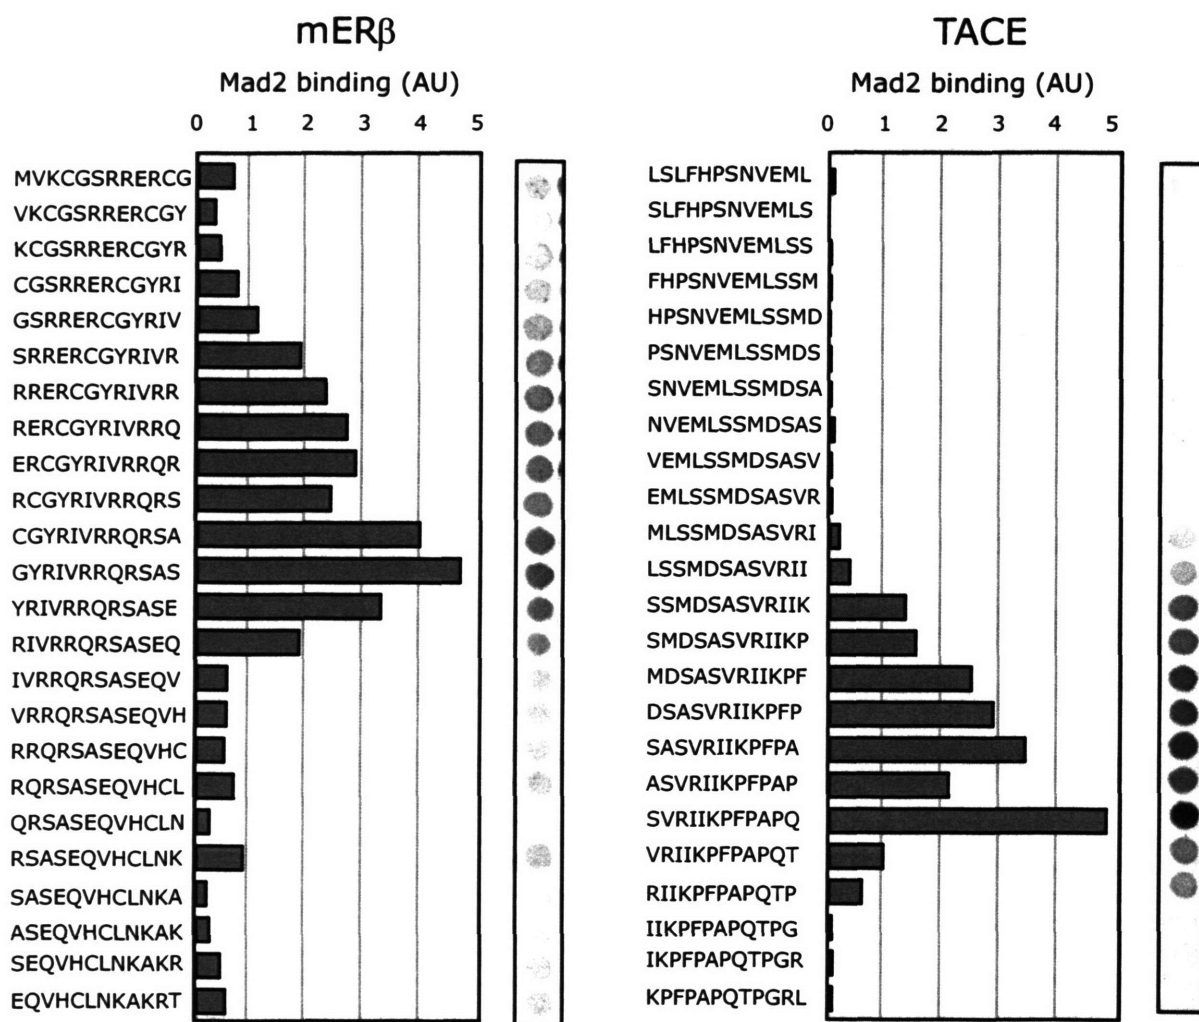 mERβ
Mad2 binding (AU)
0 1 2 3 4 5
MVKCGSRRERCG
VKCGSRRERCGY
KCGSRRERCGYR
CGSRRERCGYRI
GSRRERCGYRIV
SRRERCGYRIVR
RRERCGYRIVRR
RERCGYRIVRRQ
ERCGYRIVRRQR
RCGYRIVRRQRS
CGYRIVRRQRSA
GYRIVRRQRSAS
YRIVRRQRSASE
RIVRRQRSASEQ
IVRRQRSASEQV
VRRQRSASEQVH
RRQRSASEQVHC
RQRSASEQVHCL
QRSASEQVHCLN
RSASEQVHCLNK
SASEQVHCLNKA
ASEQVHCLNKAK
SEQVHCLNKAKR
EQVHCLNKAKRT
TACE
Mad2 binding (AU)
0 1 2 3 4 5
LSLFHPSNVEML
SLFHPSNVEMLS
LFHPSNVEMLSS
FHPSNVEMLSSM
HPSNVEMLSSMD
PSNVEMLSSMDS
SNVEMLSSMDSA
NVEMLSSMDSAS
VEMLSSMDSASV
EMLSSMDSASVR
MLSSMDSASVRI
LSSMDSASVRII
SSMDSASVRIIK
SMDSASVRIIKP
MDSASVRIIKPF
DSASVRIIKPFP
SASVRIIKPFPA
ASVRIIKPFPAP
SVRIIKPFPAPQ
VRIIKPFPAPQT
RIIKPFPAPQTP
IIKPFPAPQTPG
IKPFPAPQTPGR
KPFPAPQTPGRL